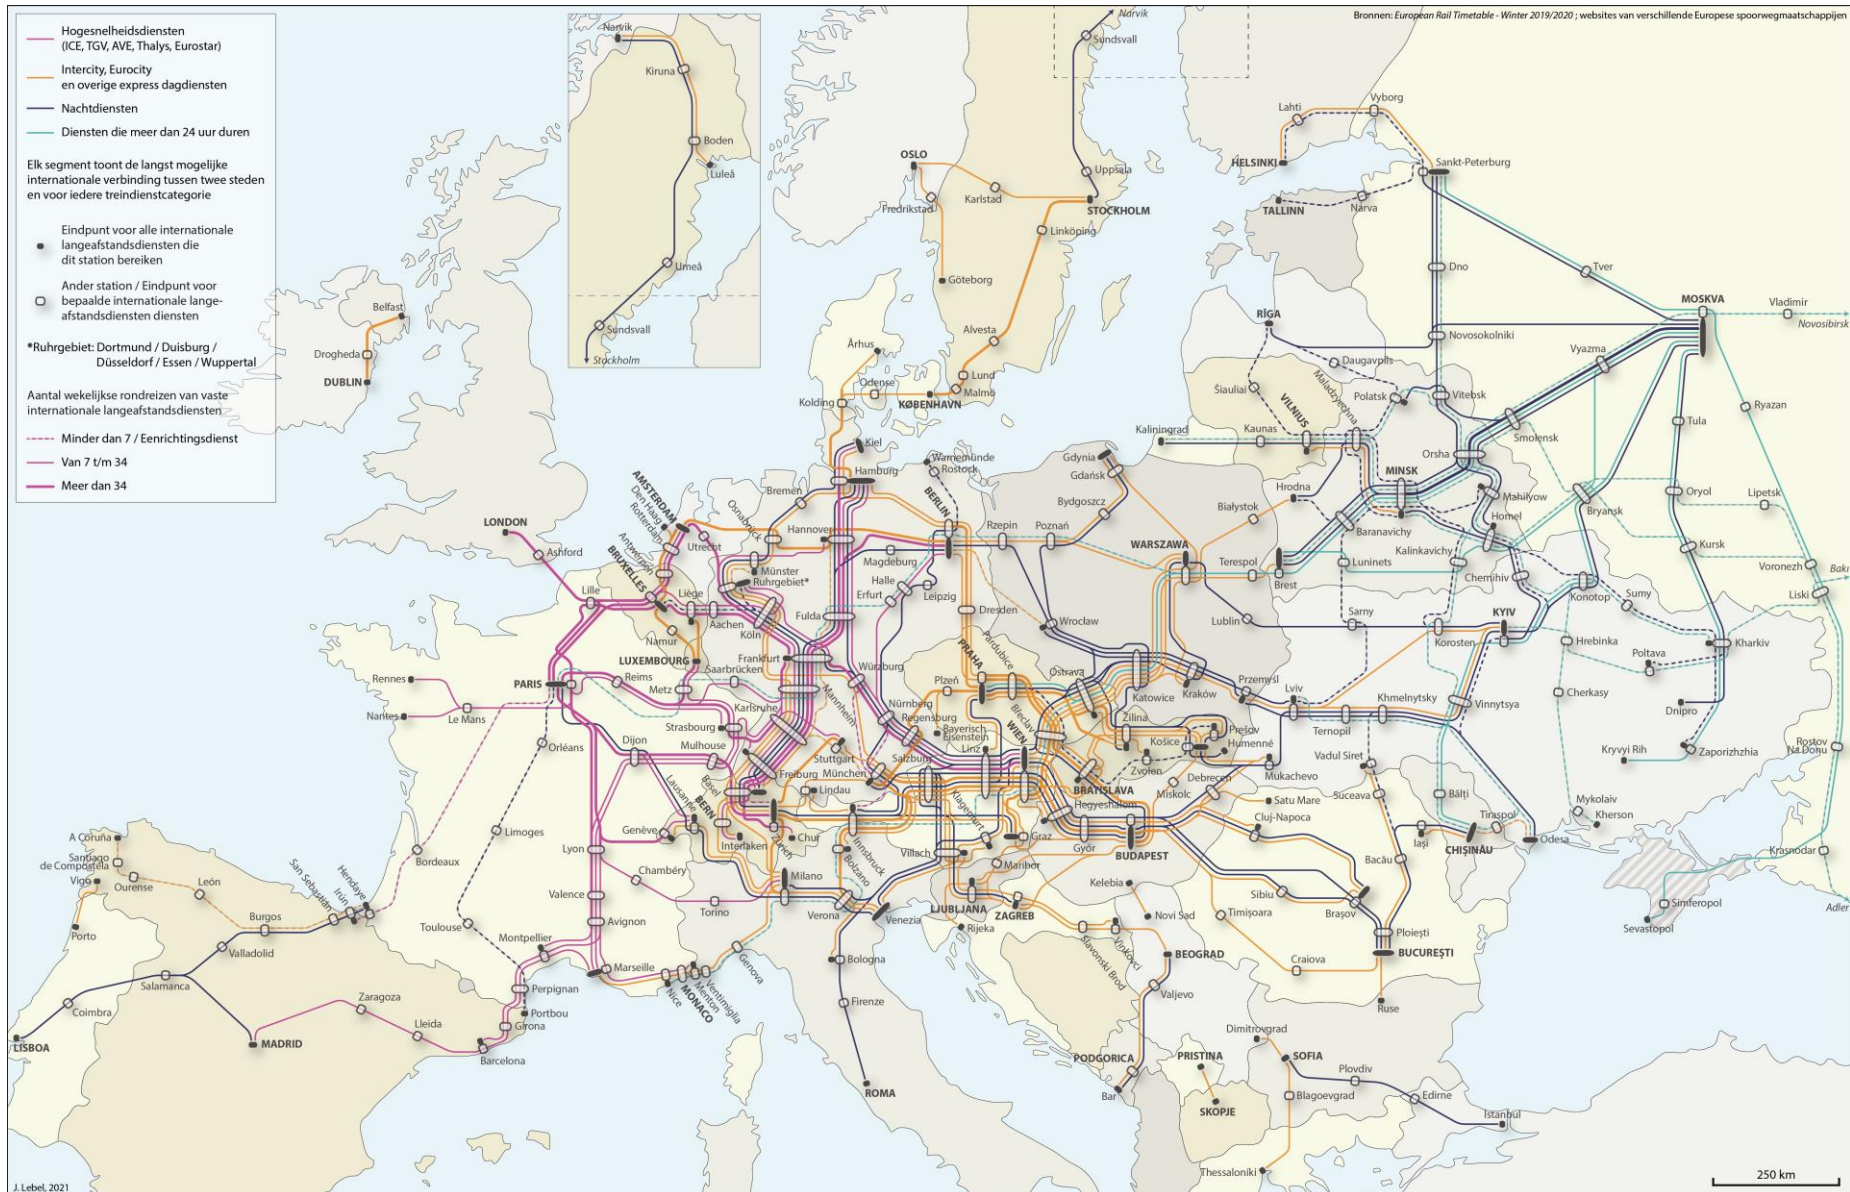 Bronnen: European Rail Timetable - Winter 2019/2020 ; websites van verschillende Europese spoorwegmaatschappijen
Hogesnelheidsdiensten
(ICE, TGV, AVE, Thalys, Eurostar)
Intercity, Eurocity
en overige express dagdiensten
Nachtdiensten
Diensten die meer dan 24 uur duren
Elk segment toont de langst mogelijke
internationale verbinding tussen twee steden
en voor iedere treindienstcategorie
Eindpunt voor alle internationale
langeafstandsdiensten die
dit station bereiken
Ander station / Eindpunt voor
bepaalde internationale lange-
afstandsdiensten diensten
*Ruhrgebiet: Dortmund / Duisburg /
Düsseldorf / Essen / Wuppertal
Aantal wekelijkse rondreizen van vaste
internationale langeafstandsdiensten
Minder dan 7 / Eenrichtingsdienst
Van 7 t/m 34
Meer dan 34
Narvik
Kiruna
Boden
Luleå
Umeå
Sundsvall
Stockholm
Narvik
Sundsvall
Uppsala
STOCKHOLM
OSLO
Karlstad
Fredrikstad
Linköping
Göteborg
Alvesta
Lund
Malmö
Århus
Odense
Kolding
KØBENHAVN
Lahti
Vyborg
HELSINKI
Sankt-Peterburg
TALLINN
Narva
Dno
Tver
MOSKVA
Vladimir
Novosibirsk
RĪGA
Novosokolniki
Vyazma
Daugavpils
Šiauliai
Maladzyechna
Polatsk
Vitebsk
VILNIUS
Kaunas
Kaliningrad
Smolensk
Ryazan
Tula
Orsha
MINSK
Mahilyow
Hrodna
Białystok
Baranavichy
Homel
Bryansk
Oryol
Lipetsk
Kalinkavichy
Luninets
Chernihiv
Kursk
Voronezh
Bakı
Liski
Konotop
Sumy
Terespol
Brest
Sarny
Korosten
KYIV
Hrebinka
Kharkiv
Poltava
Cherkasy
Dnipro
Kryvyi Rih
Zaporizhzhia
Rostov
Na Donu
Mykolaiv
Kherson
Krasnodar
Simferopol
Sevastopol
Adler
Belfast
Drogheda
DUBLIN
LONDON
Ashford
Kiel
Hamburg
Warnemünde
Rostock
BERLIN
Gdynia
Gdańsk
Bydgoszcz
Rzepin
Poznań
WARSZAWA
Lublin
Bremen
Osnabrück
Hannover
Magdeburg
Halle
Leipzig
Erfurt
AMSTERDAM
Den Haag
Rotterdam
Utrecht
Antwerpen
BRUXELLES
Münster
Ruhrgebiet*
Lille
Liège
Aachen
Köln
Fulda
Namur
LUXEMBOURG
Saarbrücken
Frankfurt
Würzburg
Dresden
Wrocław
PRAHA
Pardubice
Ostrava
Katowice
Kraków
Przemyśl
Lviv
Khmelnytsky
Ternopil
Vinnytsya
Rennes
Nantes
Le Mans
PARIS
Reims
Metz
Karlsruhe
Mannheim
Nürnberg
Regensburg
Plzeň
Bayerisch
Eisenstein
Břeclav
WIEN
Linz
Žilina
Košice
Prešov
Humenné
Zvolen
Mukachevo
Vadul Siret
Strasbourg
Mulhouse
Dijon
Orléans
Stuttgart
München
Salzburg
Freiburg
Basel
Lindau
Lausanne
BERN
BRATISLAVA
Hegyeshalom
Miskolc
Debrecen
Satu Mare
Cluj-Napoca
Suceava
Bălți
Tiraspol
CHIȘINĂU
Odesa
Iași
Bacău
Genève
Interlaken
Zürich
Chur
Innsbruck
Bolzano
Klagenfurt
Graz
Villach
Maribor
Győr
BUDAPEST
Limoges
Lyon
Chambéry
Milano
Torino
Verona
Venezia
LJUBLJANA
ZAGREB
Rijeka
Kelebia
Novi Sad
Timișoara
Sibiu
Brașov
Ploiești
BUCUREȘTI
Craiova
Ruse
A Coruña
Santiago
de Compostela
Vigo
Ourense
León
Porto
Burgos
San Sebastián
Irún
Hendaye
Bordeaux
Toulouse
Valence
Avignon
Montpellier
Marseille
Nice
MONACO
Menton
Ventimiglia
Genova
Bologna
Firenze
ROMA
Slavonski Brod
Vinkovci
BEOGRAD
Valjevo
Valladolid
Salamanca
Coimbra
LISBOA
MADRID
Zaragoza
Lleida
Barcelona
Girona
Perpignan
Portbou
PODGORICA
Bar
PRISTINA
SKOPJE
Dimitrovgrad
SOFIA
Plovdiv
Blagoevgrad
Edirne
Istanbul
Thessaloníki
250 km
J. Lebel, 2021